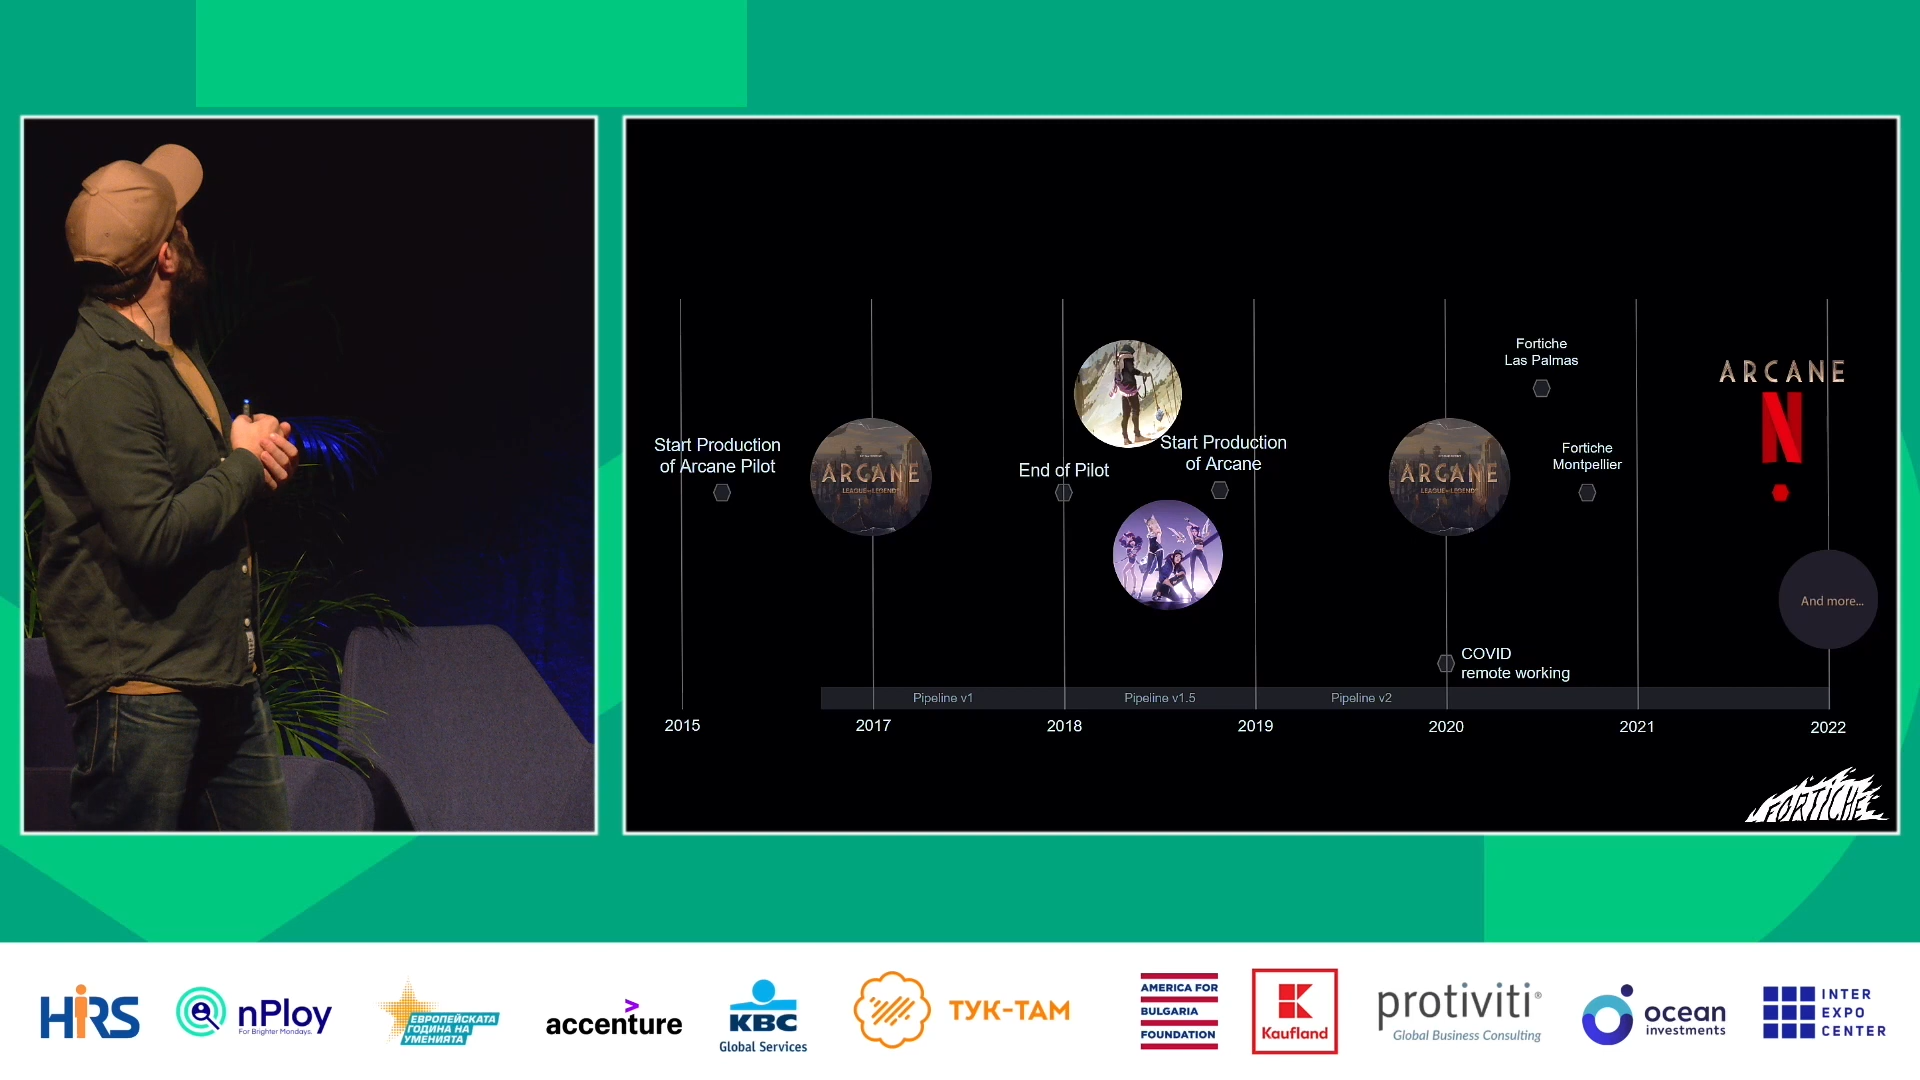 Fortiche
Las Palmas
ARCANE
N
Start Production
of Arcane Pilot
ARCANE
LEAGUE OF LEGENDS
End of Pilot
Start Production
of Arcane
ARCANE
LEAGUE OF LEGENDS
Fortiche
Montpellier
And more...
COVID
remote working
Pipeline v1
Pipeline v1.5
Pipeline v2
2015
2017
2018
2019
2020
2021
2022
FORTICHE
HRS
nPloy
For Brighter Mondays.
ЕВРОПЕЙСКАТА
ГОДИНА НА
УМЕНИЯТА
>
accenture
KBC
Global Services
ТУК-ТАМ
AMERICA FOR
BULGARIA
FOUNDATION
K
Kaufland
protiviti®
Global Business Consulting
ocean
investments
INTER
EXPO
CENTER